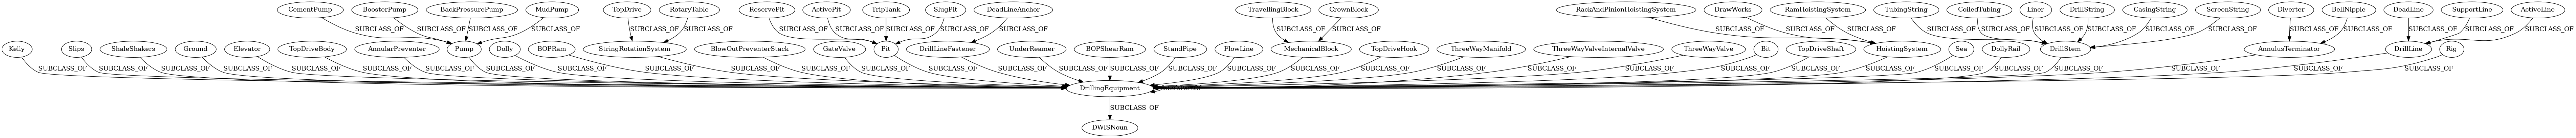 CementPump BoosterPump BackPressurePump MudPump TopDrive RotaryTable ReservePit ActivePit TripTank SlugPit DeadLineAnchor TravellingBlock CrownBlock RackAndPinionHoistingSystem DrawWorks RamHoistingSystem TubingString CoiledTubing Liner DrillString CasingString ScreenString Diverter BellNipple DeadLine SupportLine ActiveLine
SUBCLASS_OF SUBCLASS_OF SUBCLASS_OF SUBCLASS_OF SUBCLASS_OF SUBCLASS_OF SUBCLASS_OF SUBCLASS_OF SUBCLASS_OF SUBCLASS_OF SUBCLASS_OF SUBCLASS_OF SUBCLASS_OF SUBCLASS_OF SUBCLASS_OF SUBCLASS_OF SUBCLASS_OF SUBCLASS_OF SUBCLASS_OF SUBCLASS_OF SUBCLASS_OF SUBCLASS_OF SUBCLASS_OF SUBCLASS_OF SUBCLASS_OF SUBCLASS_OF SUBCLASS_OF
Kelly Slips ShaleShakers Ground Elevator TopDriveBody AnnularPreventer Pump Dolly BOPRam StringRotationSystem BlowOutPreventerStack GateValve Pit DrillLineFastener UnderReamer BOPShearRam StandPipe FlowLine MechanicalBlock TopDriveHook ThreeWayManifold ThreeWayValveInternalValve ThreeWayValve Bit TopDriveShaft HoistingSystem Sea DollyRail DrillStem AnnulusTerminator DrillLine Rig
SUBCLASS_OF SUBCLASS_OF SUBCLASS_OF SUBCLASS_OF SUBCLASS_OF SUBCLASS_OF SUBCLASS_OF SUBCLASS_OF SUBCLASS_OF SUBCLASS_OF SUBCLASS_OF SUBCLASS_OF SUBCLASS_OF SUBCLASS_OF SUBCLASS_OF SUBCLASS_OF SUBCLASS_OF SUBCLASS_OF SUBCLASS_OF SUBCLASS_OF SUBCLASS_OF SUBCLASS_OF SUBCLASS_OF SUBCLASS_OF SUBCLASS_OF SUBCLASS_OF SUBCLASS_OF SUBCLASS_OF SUBCLASS_OF SUBCLASS_OF SUBCLASS_OF SUBCLASS_OF SUBCLASS_OF
DrillingEquipment
SUBCLASS_OF
DWISNoun